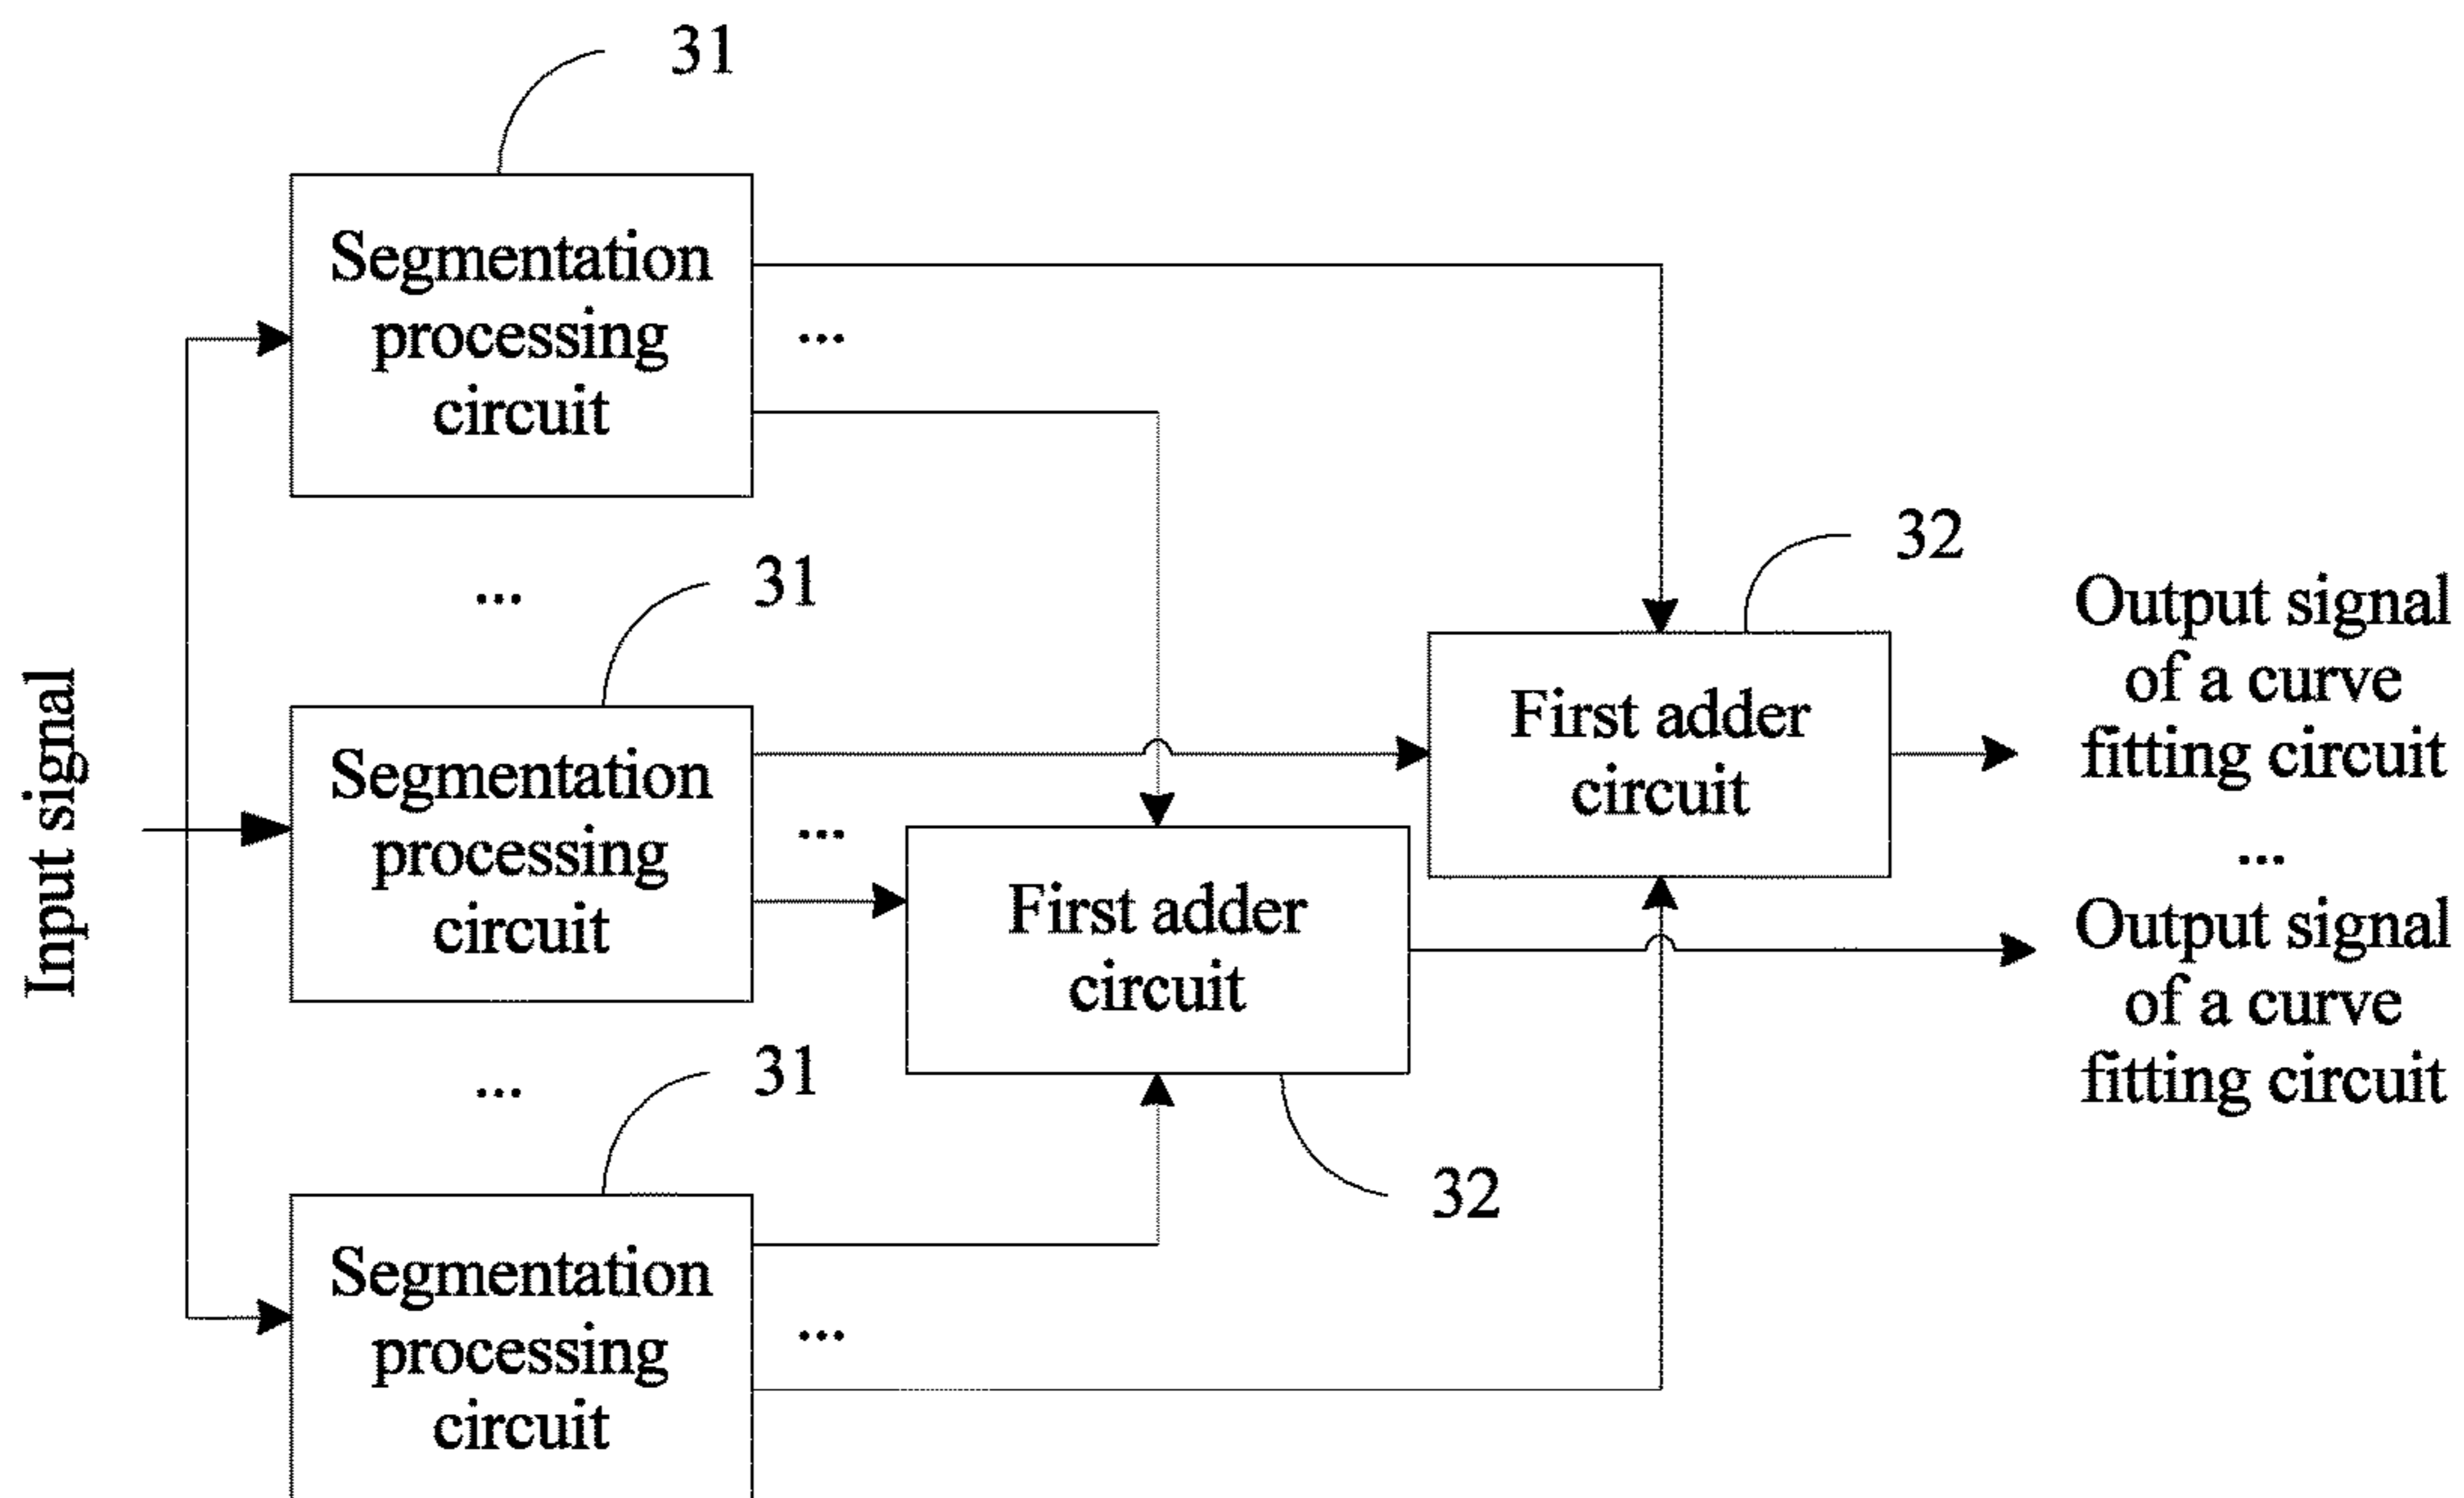 31
Segmentation
processing
circuit
...
...
31
Segmentation
processing
circuit
...
...
31
Segmentation
processing
circuit
...
Input signal
First adder
circuit
32
First adder
circuit
32
Output signal
of a curve
fitting circuit
...
Output signal
of a curve
fitting circuit